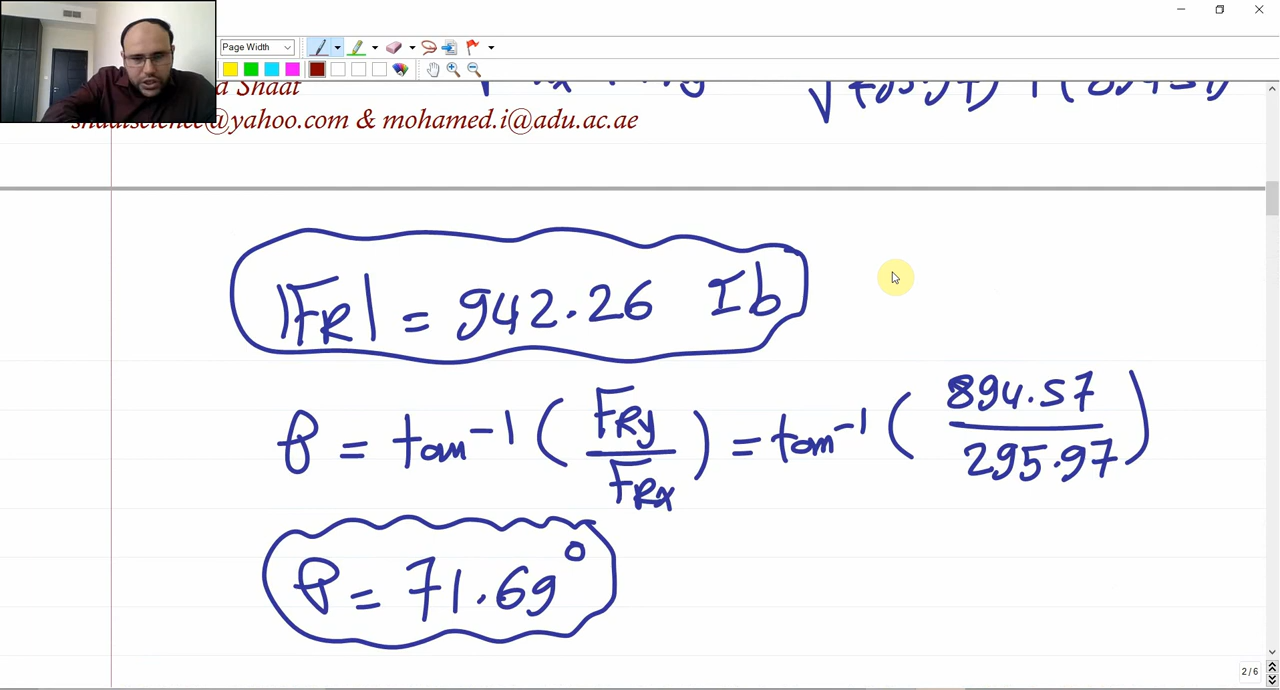 Page Width
Shaat
shaatscience@yahoo.com & mohamed.i@adu.ac.ae
|FR| = 942.26 Ib
θ = tan⁻¹ ( FRy / FRx ) = tan⁻¹ ( 894.57 / 295.97 )
θ = 71.69°
2/6